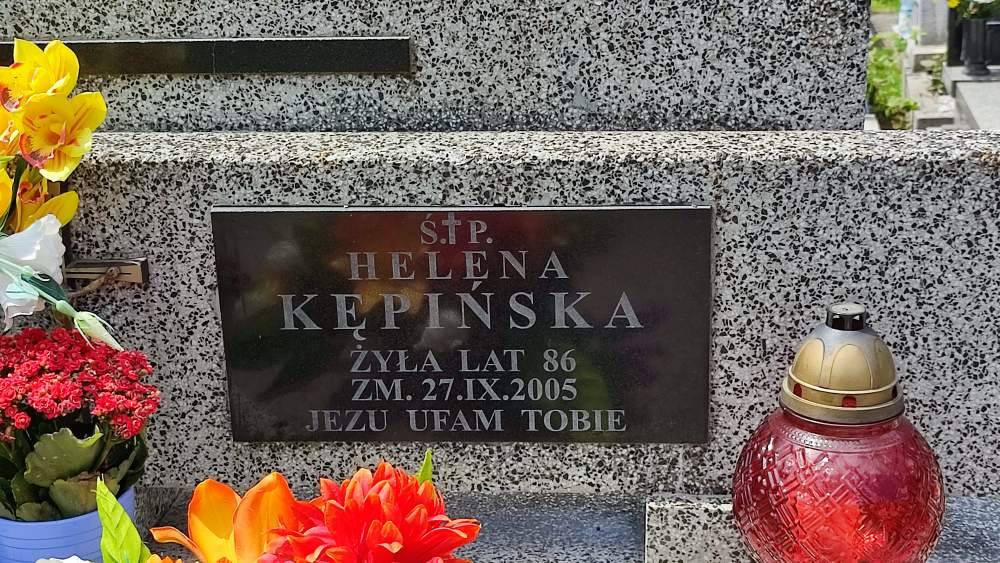 Ś.✝P.
HELENA
KĘPIŃSKA
ŻYŁA LAT 86
ZM. 27.IX.2005
JEZU UFAM TOBIE